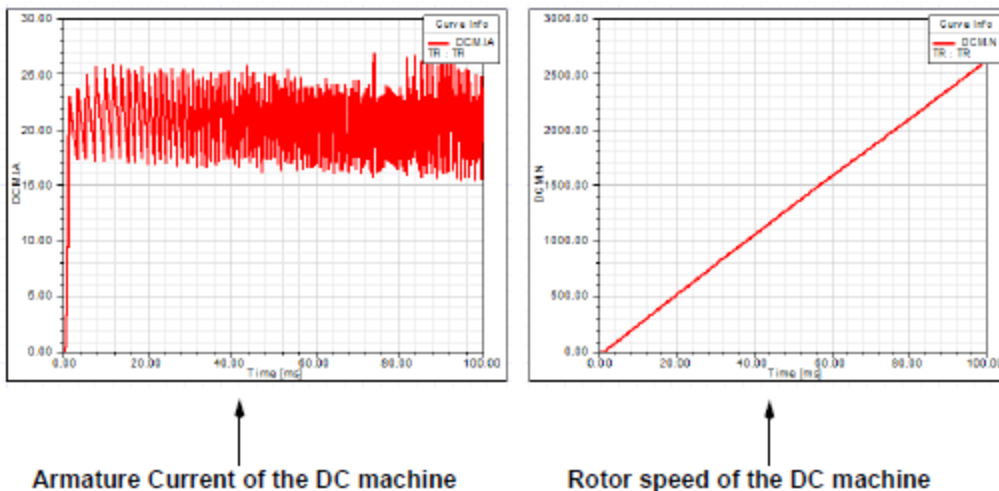 30.00
25.00
20.00
15.00
10.00
5.00
0.00
DCM.IA
0.00 20.00 40.00 60.00 80.00 100.00
Time [ms]
Curve Info
DCM.IA
TR : TR
3000.00
2500.00
2000.00
1500.00
1000.00
500.00
0.00
DCM.N
0.00 20.00 40.00 60.00 80.00 100.00
Time [ms]
Curve Info
DCM.N
TR : TR
Armature Current of the DC machine
Rotor speed of the DC machine